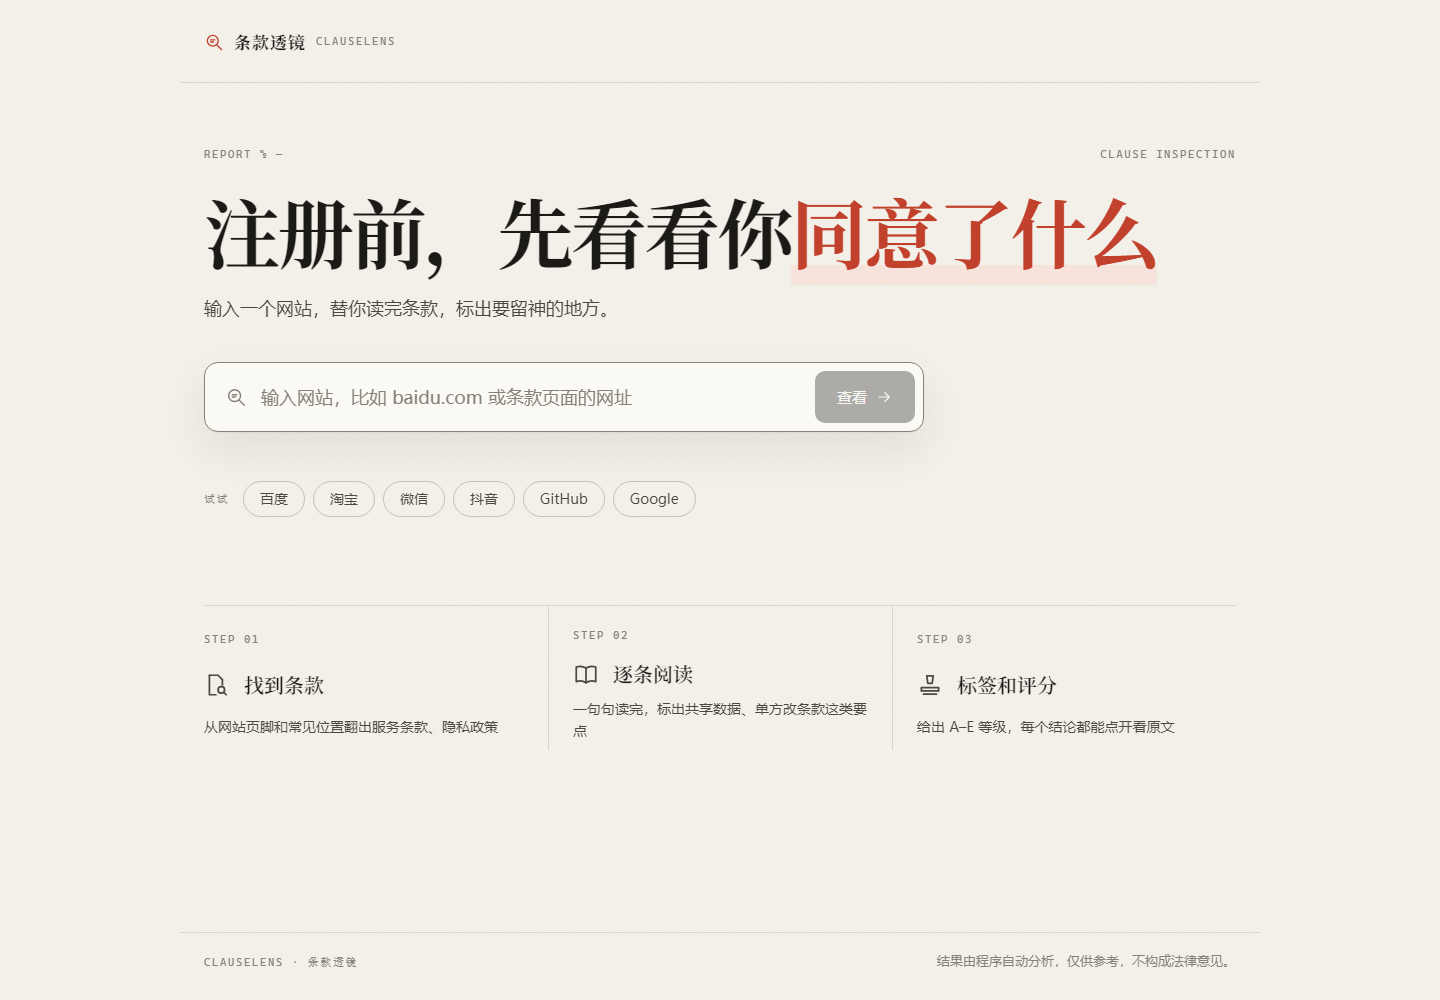 条款透镜 CLAUSELENS
REPORT № — CLAUSE INSPECTION
注册前，先看看你同意了什么
输入一个网站，替你读完条款，标出要留神的地方。
输入网站，比如 baidu.com 或条款页面的网址 查看 →
试试 百度 淘宝 微信 抖音 GitHub Google
STEP 01
找到条款
从网站页脚和常见位置翻出服务条款、隐私政策
STEP 02
逐条阅读
一句句读完，标出共享数据、单方改条款这类要
点
STEP 03
标签和评分
给出 A–E 等级，每个结论都能点开看原文
CLAUSELENS · 条款透镜
结果由程序自动分析，仅供参考，不构成法律意见。